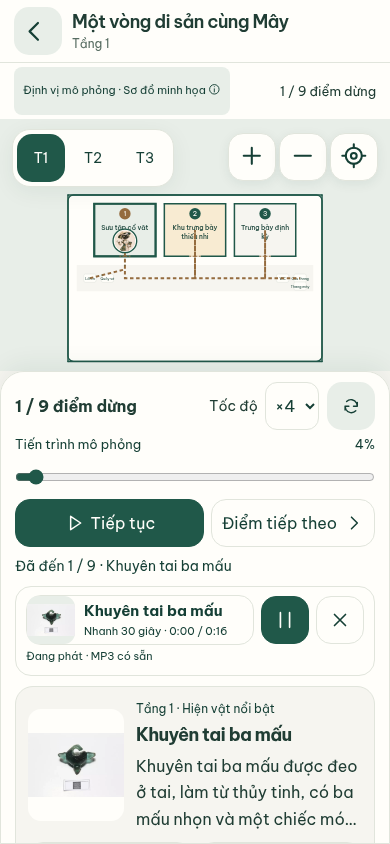 Một vòng di sản cùng Mây
Tầng 1
Định vị mô phỏng · Sơ đồ minh họa ⓘ
1 / 9 điểm dừng
T1
T2
T3
1
2
3
Sưu tập cổ vật
Khu trưng bày
thiếu nhi
Trưng bày định
kỳ
Thang máy
1 / 9 điểm dừng
Tốc độ
×4
Tiến trình mô phỏng
4%
Tiếp tục
Điểm tiếp theo
Đã đến 1 / 9 · Khuyên tai ba mấu
Khuyên tai ba mấu
Nhanh 30 giây · 0:00 / 0:16
Đang phát · MP3 có sẵn
Tầng 1 · Hiện vật nổi bật
Khuyên tai ba mấu
Khuyên tai ba mấu được đeo
ở tai, làm từ thủy tinh, có ba
mấu nhọn và một chiếc mó...